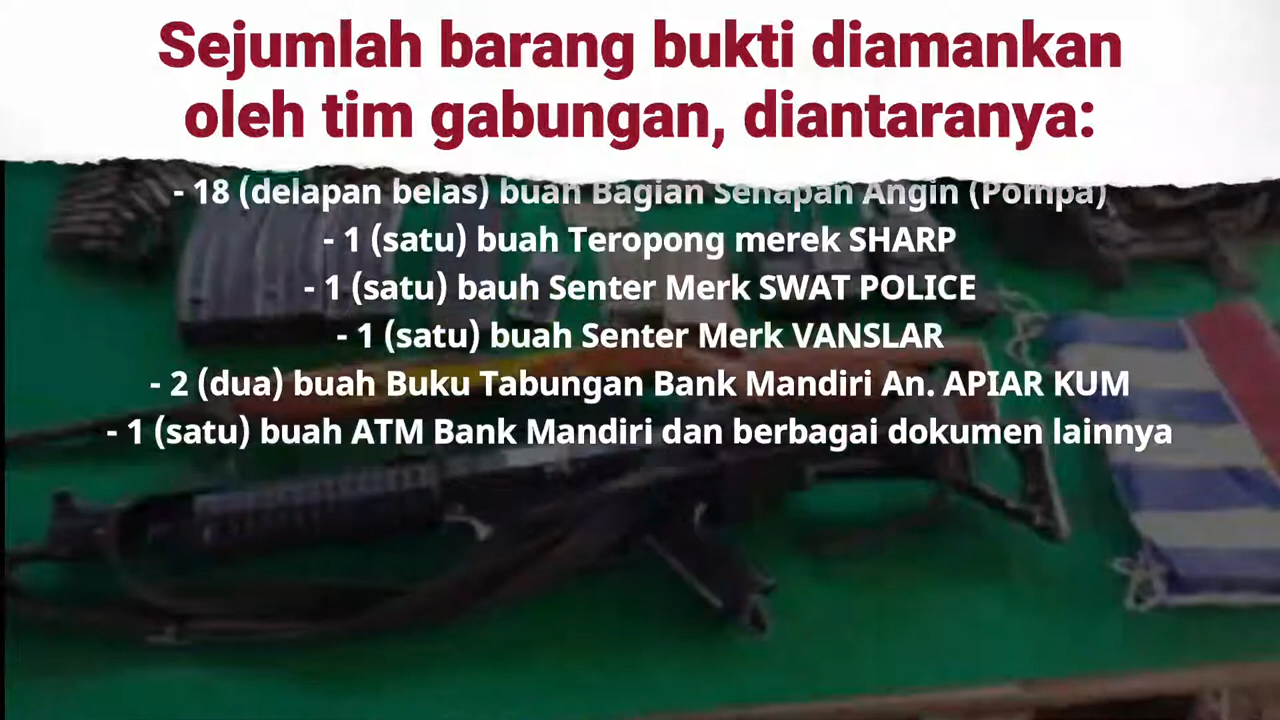 Sejumlah barang bukti diamankan
oleh tim gabungan, diantaranya:
- 18 (delapan belas) buah Bagian Senapan Angin (Pompa)
- 1 (satu) buah Teropong merek SHARP
- 1 (satu) bauh Senter Merk SWAT POLICE
- 1 (satu) buah Senter Merk VANSLAR
- 2 (dua) buah Buku Tabungan Bank Mandiri An. APIAR KUM
- 1 (satu) buah ATM Bank Mandiri dan berbagai dokumen lainnya